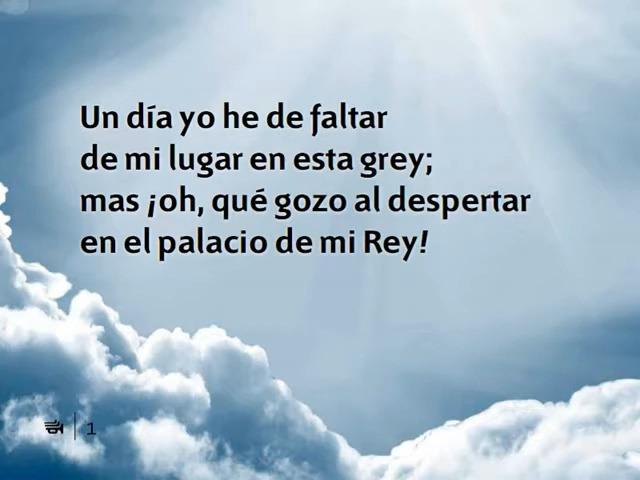 Un día yo he de faltar
de mi lugar en esta grey;
mas ¡oh, qué gozo al despertar
en el palacio de mi Rey!
1